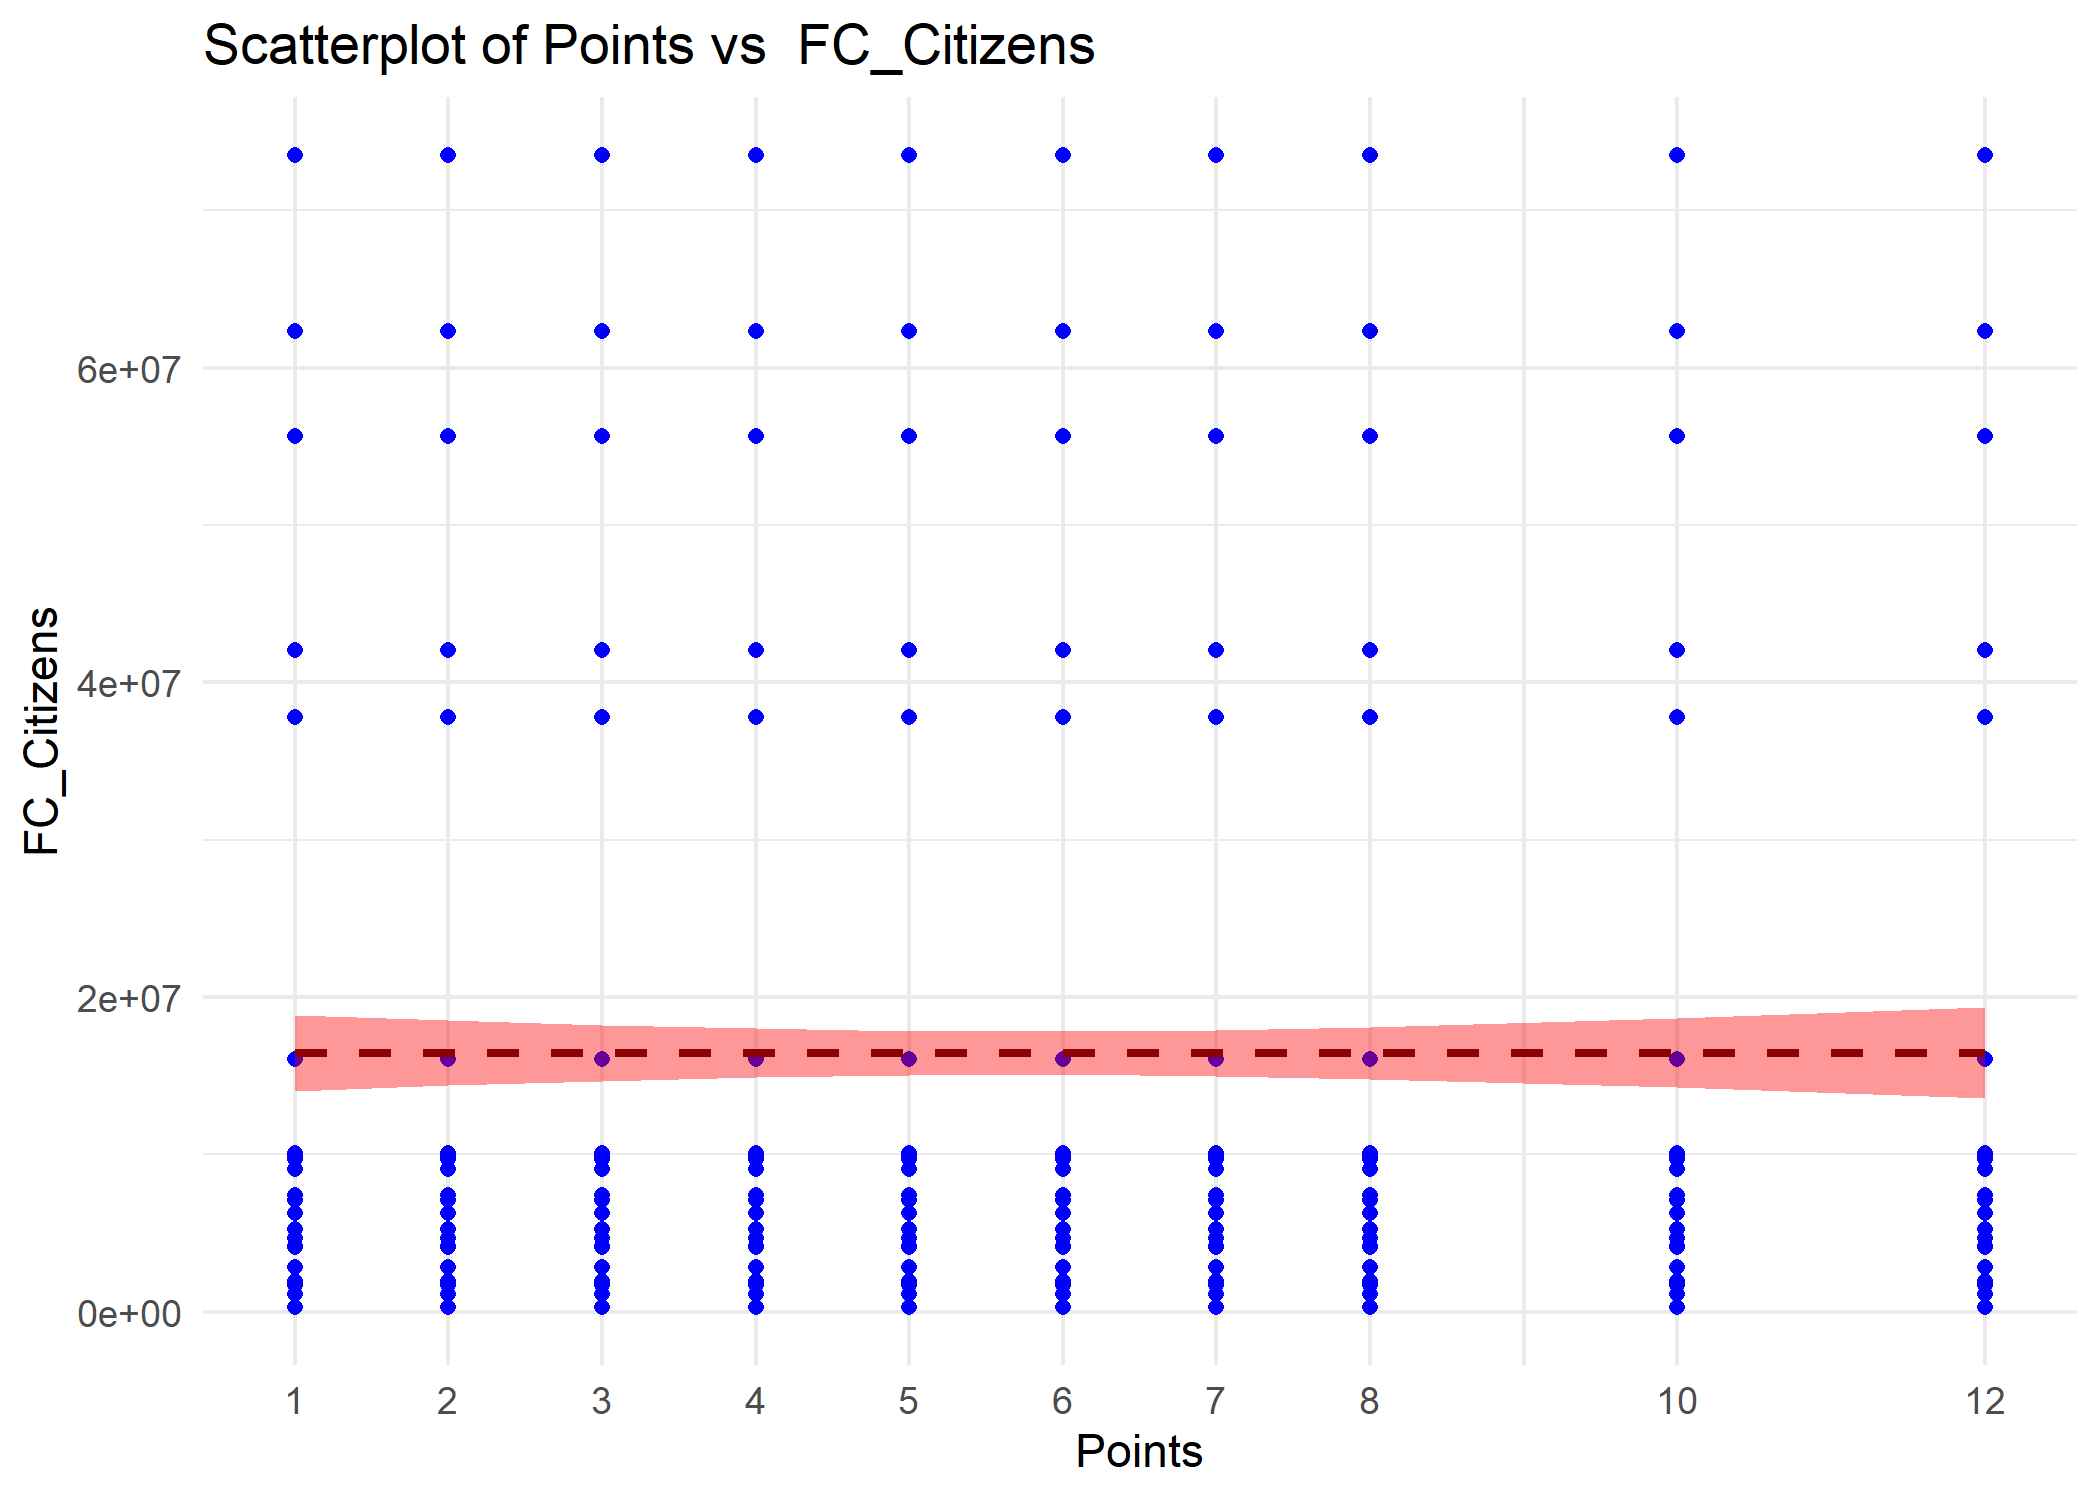 Scatterplot of Points vs  FC_Citizens
FC_Citizens
6e+07
4e+07
2e+07
0e+00
1 2 3 4 5 6 7 8 10 12
Points